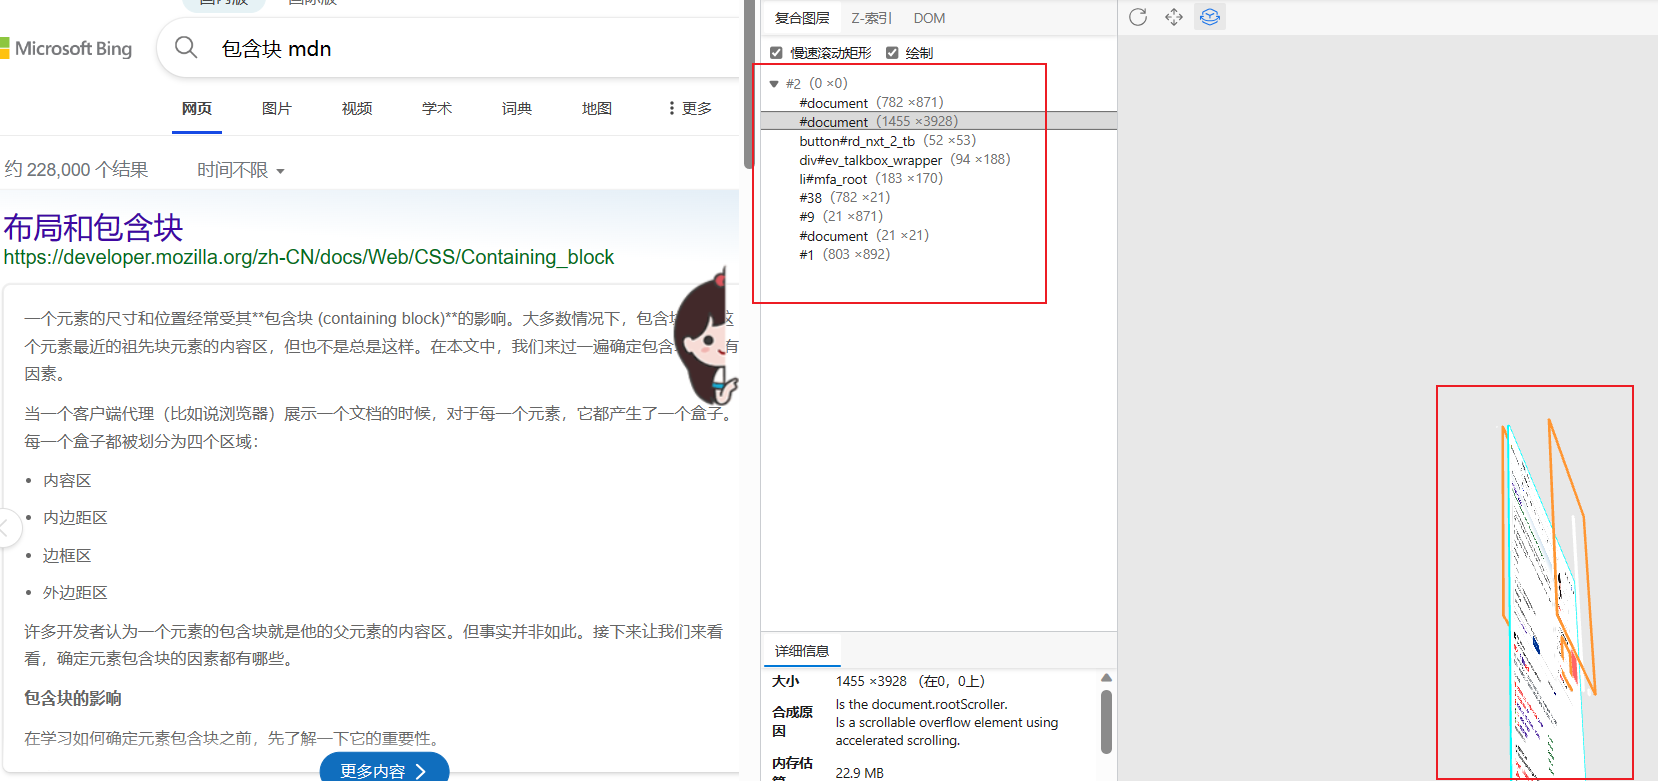 国内版 国际版
Microsoft Bing
包含块 mdn
网页 图片 视频 学术 词典 地图 更多
约 228,000 个结果 时间不限
布局和包含块
https://developer.mozilla.org/zh-CN/docs/Web/CSS/Containing_block
一个元素的尺寸和位置经常受其**包含块 (containing block)**的影响。大多数情况下，包含块 这
个元素最近的祖先块元素的内容区，但也不是总是这样。在本文中，我们来过一遍确定包含 有
因素。
当一个客户端代理（比如说浏览器）展示一个文档的时候，对于每一个元素，它都产生了一个盒子。
每一个盒子都被划分为四个区域：
• 内容区
• 内边距区
• 边框区
• 外边距区
许多开发者认为一个元素的包含块就是他的父元素的内容区。但事实并非如此。接下来让我们来看
看，确定元素包含块的因素都有哪些。
包含块的影响
在学习如何确定元素包含块之前，先了解一下它的重要性。
更多内容
复合图层 Z-索引 DOM
慢速滚动矩形 绘制
#2 (0 ×0)
#document (782 ×871)
#document (1455 ×3928)
button#rd_nxt_2_tb (52 ×53)
div#ev_talkbox_wrapper (94 ×188)
li#mfa_root (183 ×170)
#38 (782 ×21)
#9 (21 ×871)
#document (21 ×21)
#1 (803 ×892)
详细信息
大小 1455 ×3928 （在0，0上）
合成原因 Is the document.rootScroller.
Is a scrollable overflow element using
accelerated scrolling.
内存估算 22.9 MB